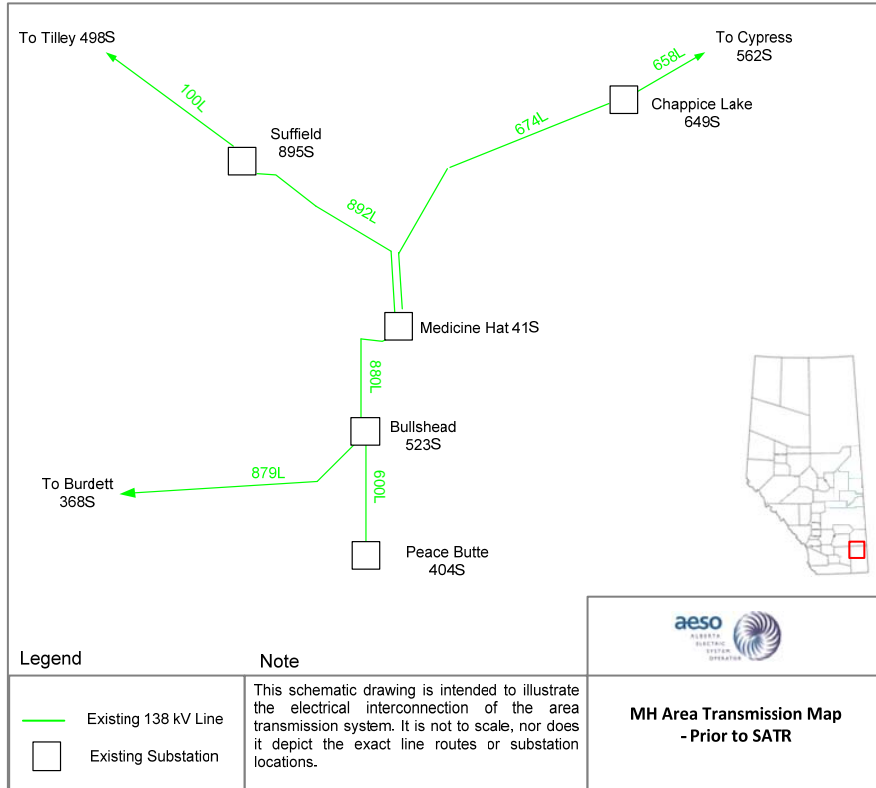 To Tilley 498S
To Cypress
562S
658L
100L
Chappice Lake
649S
674L
Suffield
895S
892L
Medicine Hat 41S
880L
Bullshead
523S
879L
600L
To Burdett
368S
Peace Butte
404S
aeso
ALBERTA
ELECTRIC
SYSTEM
OPERATOR
Legend
Note
Existing 138 kV Line
Existing Substation
This schematic drawing is intended to illustrate
the electrical interconnection of the area
transmission system. It is not to scale, nor does
it depict the exact line routes or substation
locations.
MH Area Transmission Map
- Prior to SATR